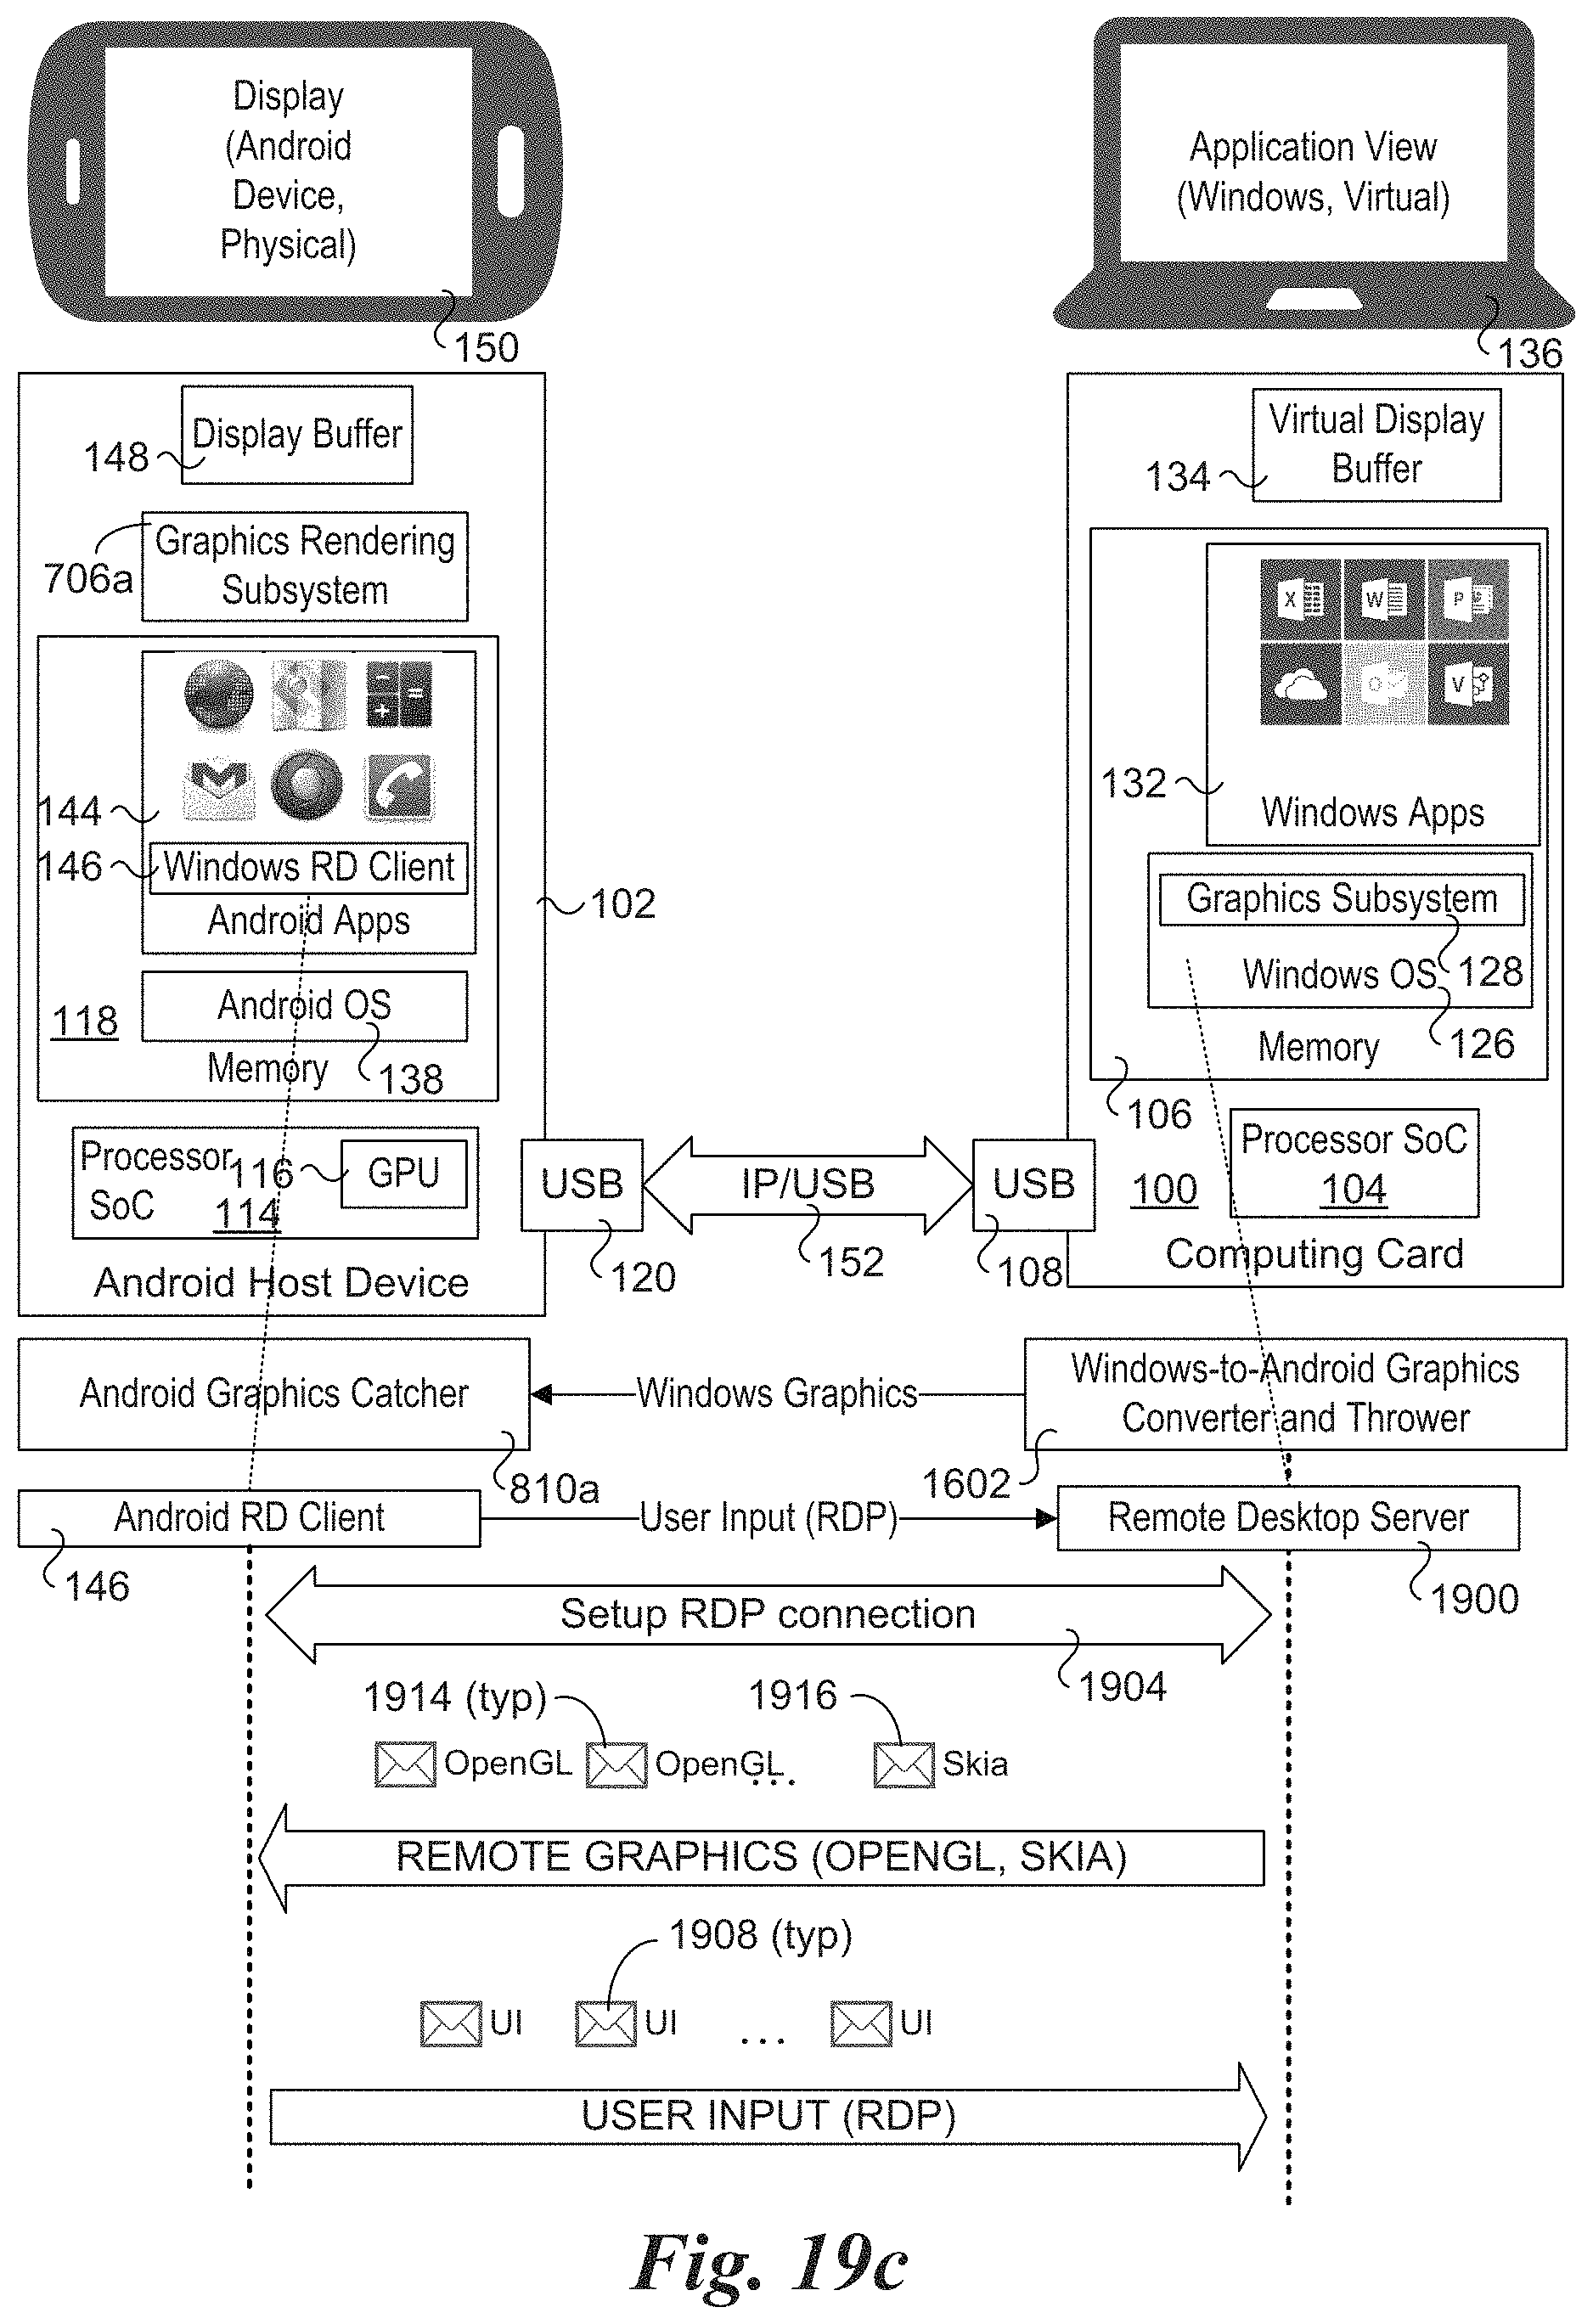 Display
(Android
Device,
Physical)
150
Application View
(Windows, Virtual)
136
Display Buffer
148
Graphics Rendering
Subsystem
706a
144
146
Windows RD Client
Android Apps
102
118
Android OS
Memory
138
Processor
SoC
114
116
GPU
Android Host Device
USB
120
IP/USB
152
USB
108
Virtual Display
Buffer
134
X
W
P
O
V
132
Windows Apps
Graphics Subsystem
128
Windows OS
126
Memory
106
100
Processor SoC
104
Computing Card
Android Graphics Catcher
810a
Windows Graphics
Windows-to-Android Graphics
Converter and Thrower
1602
Android RD Client
146
User Input (RDP)
Remote Desktop Server
1900
Setup RDP connection
1904
1914 (typ)
1916
OpenGL
OpenGL
...
Skia
REMOTE GRAPHICS (OPENGL, SKIA)
1908 (typ)
UI
UI
...
UI
USER INPUT (RDP)
Fig. 19c